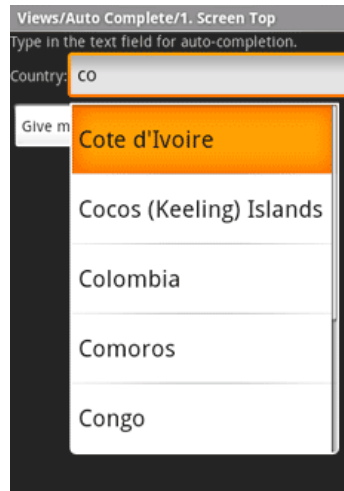 Views/Auto Complete/1. Screen Top
Type in the text field for auto-completion.
Country: co
Give m
Cote d'Ivoire
Cocos (Keeling) Islands
Colombia
Comoros
Congo